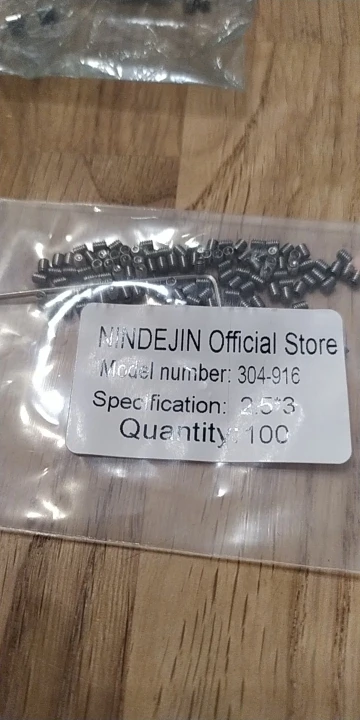 NINDEJIN Official Store
Model number: 304-916
Specification: 2.5*3
Quantity: 100